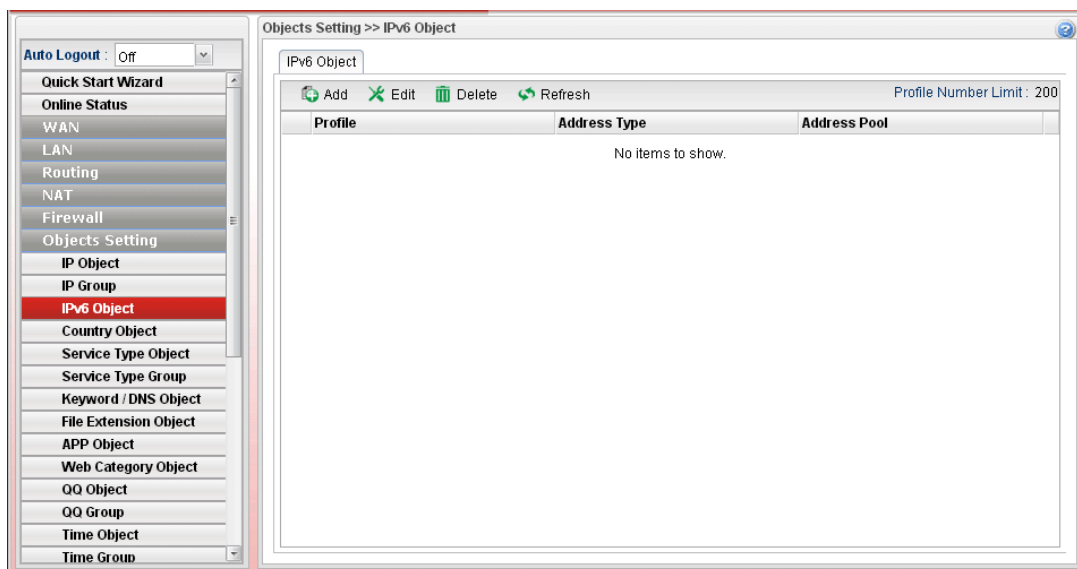 Objects Setting >> IPv6 Object
Auto Logout : Off
Quick Start Wizard
Online Status
WAN
LAN
Routing
NAT
Firewall
Objects Setting
IP Object
IP Group
IPv6 Object
Country Object
Service Type Object
Service Type Group
Keyword / DNS Object
File Extension Object
APP Object
Web Category Object
QQ Object
QQ Group
Time Object
Time Group
IPv6 Object
Add Edit Delete Refresh Profile Number Limit : 200
Profile Address Type Address Pool
No items to show.